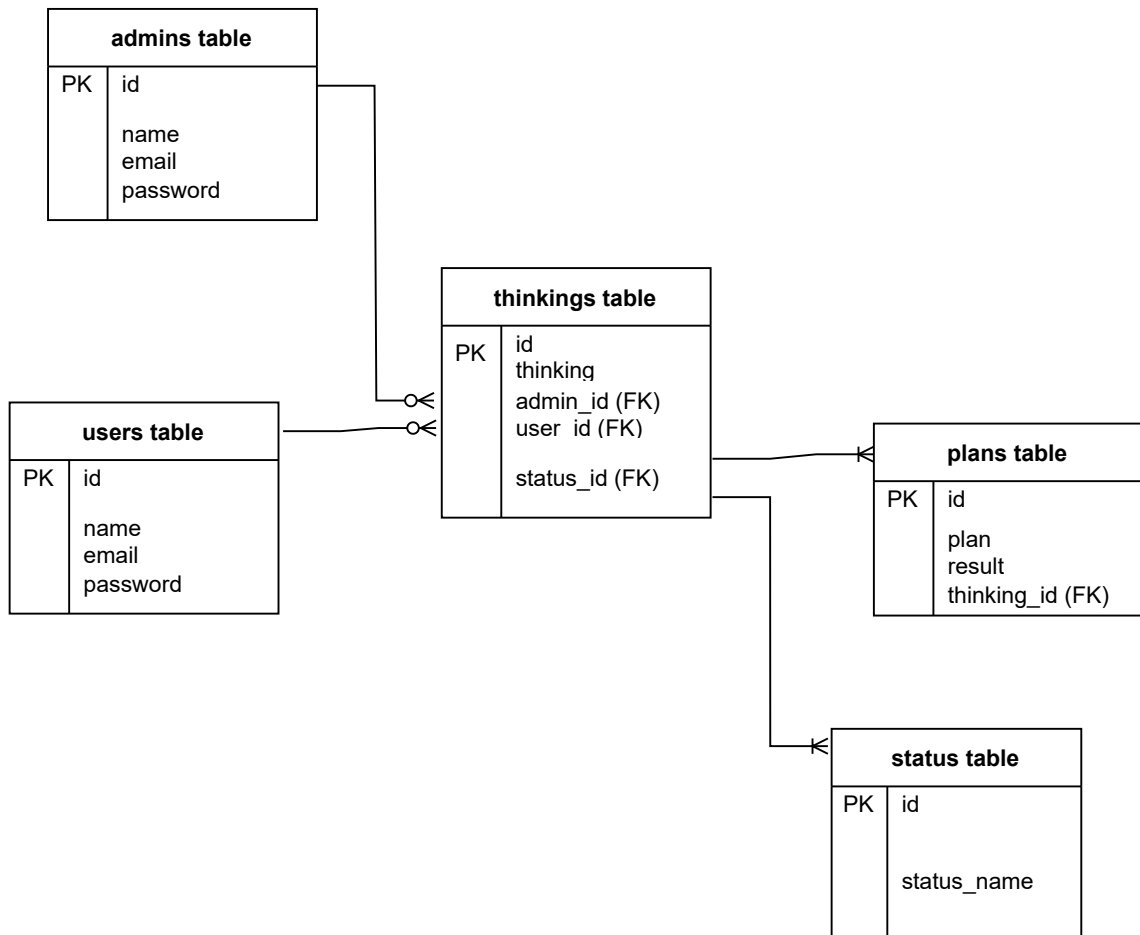 admins table
PK id
name
email
password
thinkings table
PK id
thinking
admin_id (FK)
user_id (FK)
status_id (FK)
users table
PK id
name
email
password
plans table
PK id
plan
result
thinking_id (FK)
status table
PK id
status_name